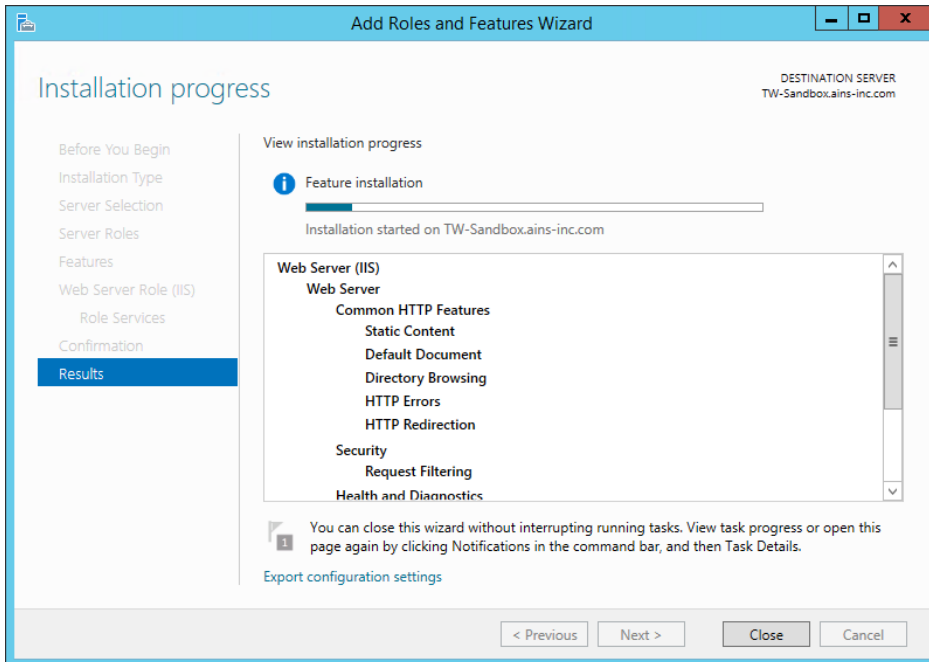 Add Roles and Features Wizard
Installation progress
DESTINATION SERVER
TW-Sandbox.ains-inc.com
Before You Begin
Installation Type
Server Selection
Server Roles
Features
Web Server Role (IIS)
Role Services
Confirmation
Results
View installation progress
Feature installation
Installation started on TW-Sandbox.ains-inc.com
Web Server (IIS)
Web Server
Common HTTP Features
Static Content
Default Document
Directory Browsing
HTTP Errors
HTTP Redirection
Security
Request Filtering
Health and Diagnostics
1
You can close this wizard without interrupting running tasks. View task progress or open this
page again by clicking Notifications in the command bar, and then Task Details.
Export configuration settings
< Previous
Next >
Close
Cancel